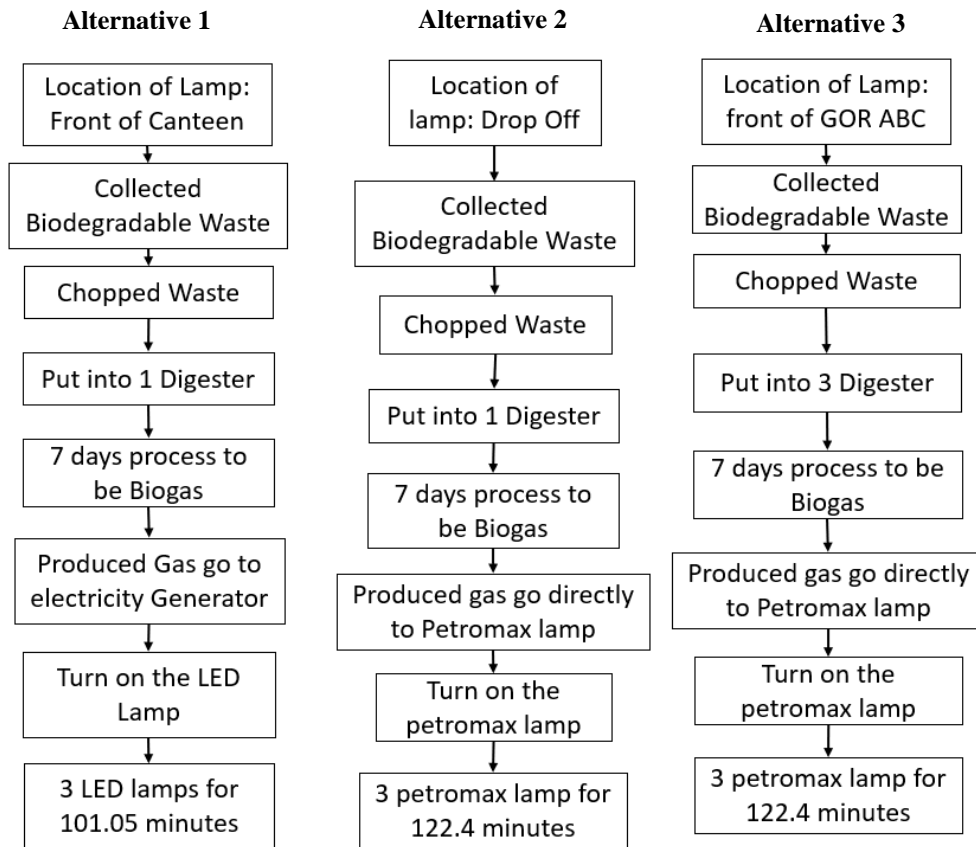 Alternative 1
Location of Lamp:
Front of Canteen
Collected
Biodegradable Waste
Chopped Waste
Put into 1 Digester
7 days process to
be Biogas
Produced Gas go to
electricity Generator
Turn on the LED
Lamp
3 LED lamps for
101.05 minutes
Alternative 2
Location of
lamp: Drop Off
Collected
Biodegradable Waste
Chopped Waste
Put into 1 Digester
7 days process to
be Biogas
Produced gas go directly
to Petromax lamp
Turn on the
petromax lamp
3 petromax lamp for
122.4 minutes
Alternative 3
Location of Lamp:
front of GOR ABC
Collected
Biodegradable Waste
Chopped Waste
Put into 3 Digester
7 days process to be
Biogas
Produced gas go directly
to Petromax lamp
Turn on the
petromax lamp
3 petromax lamp for
122.4 minutes